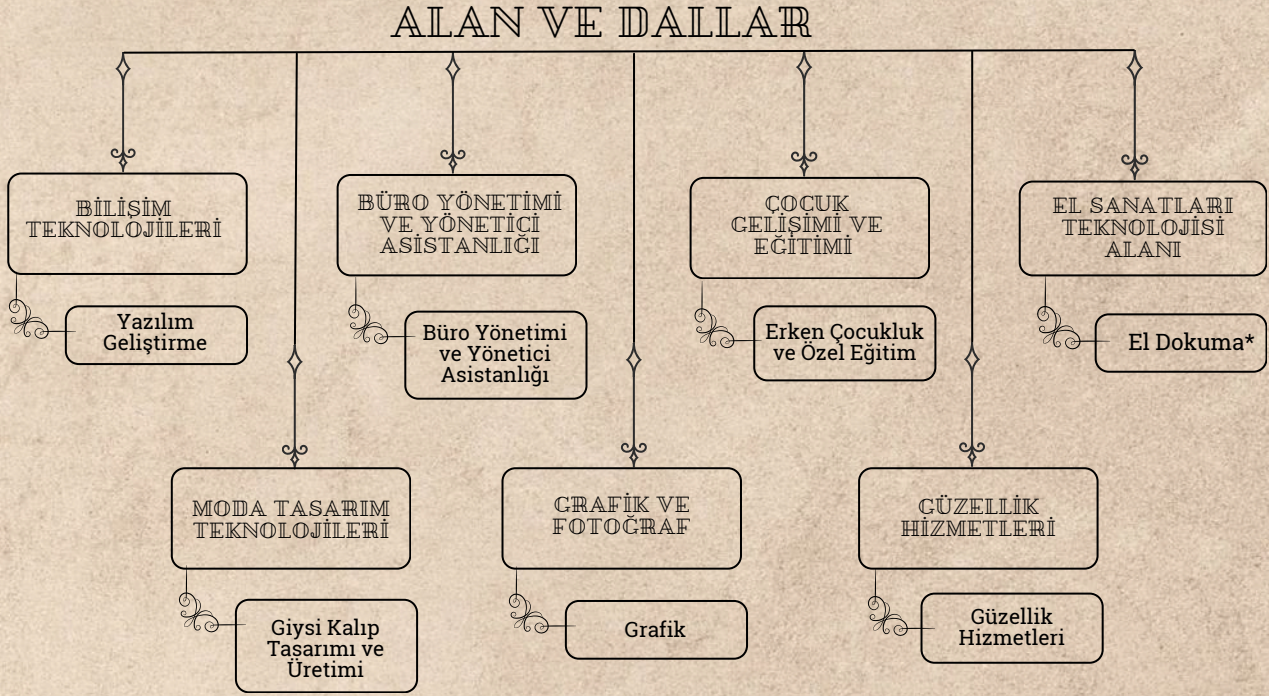 ALAN VE DALLAR
BİLİŞİM
TEKNOLOJİLERİ
Yazılım
Geliştirme
BÜRO YÖNETİMİ
VE YÖNETİCİ
ASİSTANLIĞI
Büro Yönetimi
ve Yönetici
Asistanlığı
ÇOCUK
GELİŞİMİ VE
EĞİTİMİ
Erken Çocukluk
ve Özel Eğitim
EL SANATLARI
TEKNOLOJİSİ
ALANI
El Dokuma*
MODA TASARIM
TEKNOLOJİLERİ
Giysi Kalıp
Tasarımı ve
Üretimi
GRAFİK VE
FOTOĞRAF
Grafik
GÜZELLİK
HİZMETLERİ
Güzellik
Hizmetleri